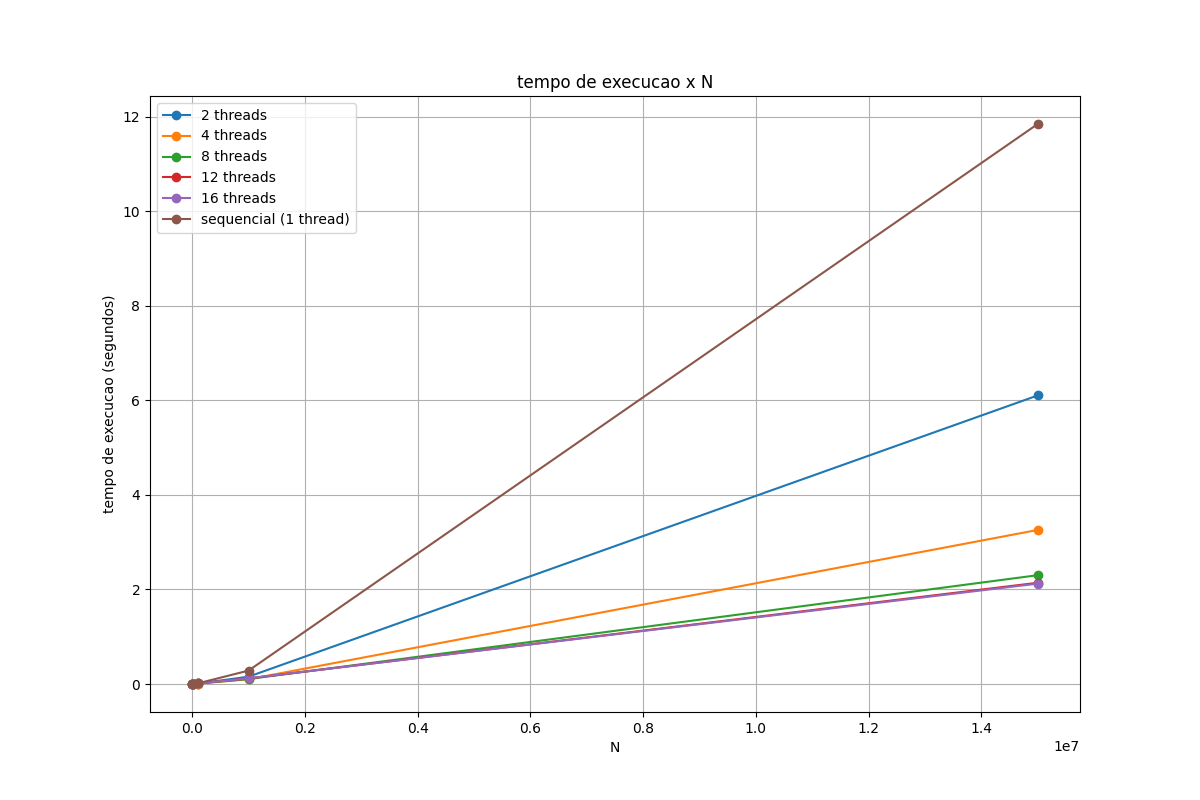 tempo de execucao x N
2 threads
4 threads
8 threads
12 threads
16 threads
sequencial (1 thread)
tempo de execucao (segundos)
12
10
8
6
4
2
0
0.0 0.2 0.4 0.6 0.8 1.0 1.2 1.4
1e7
N